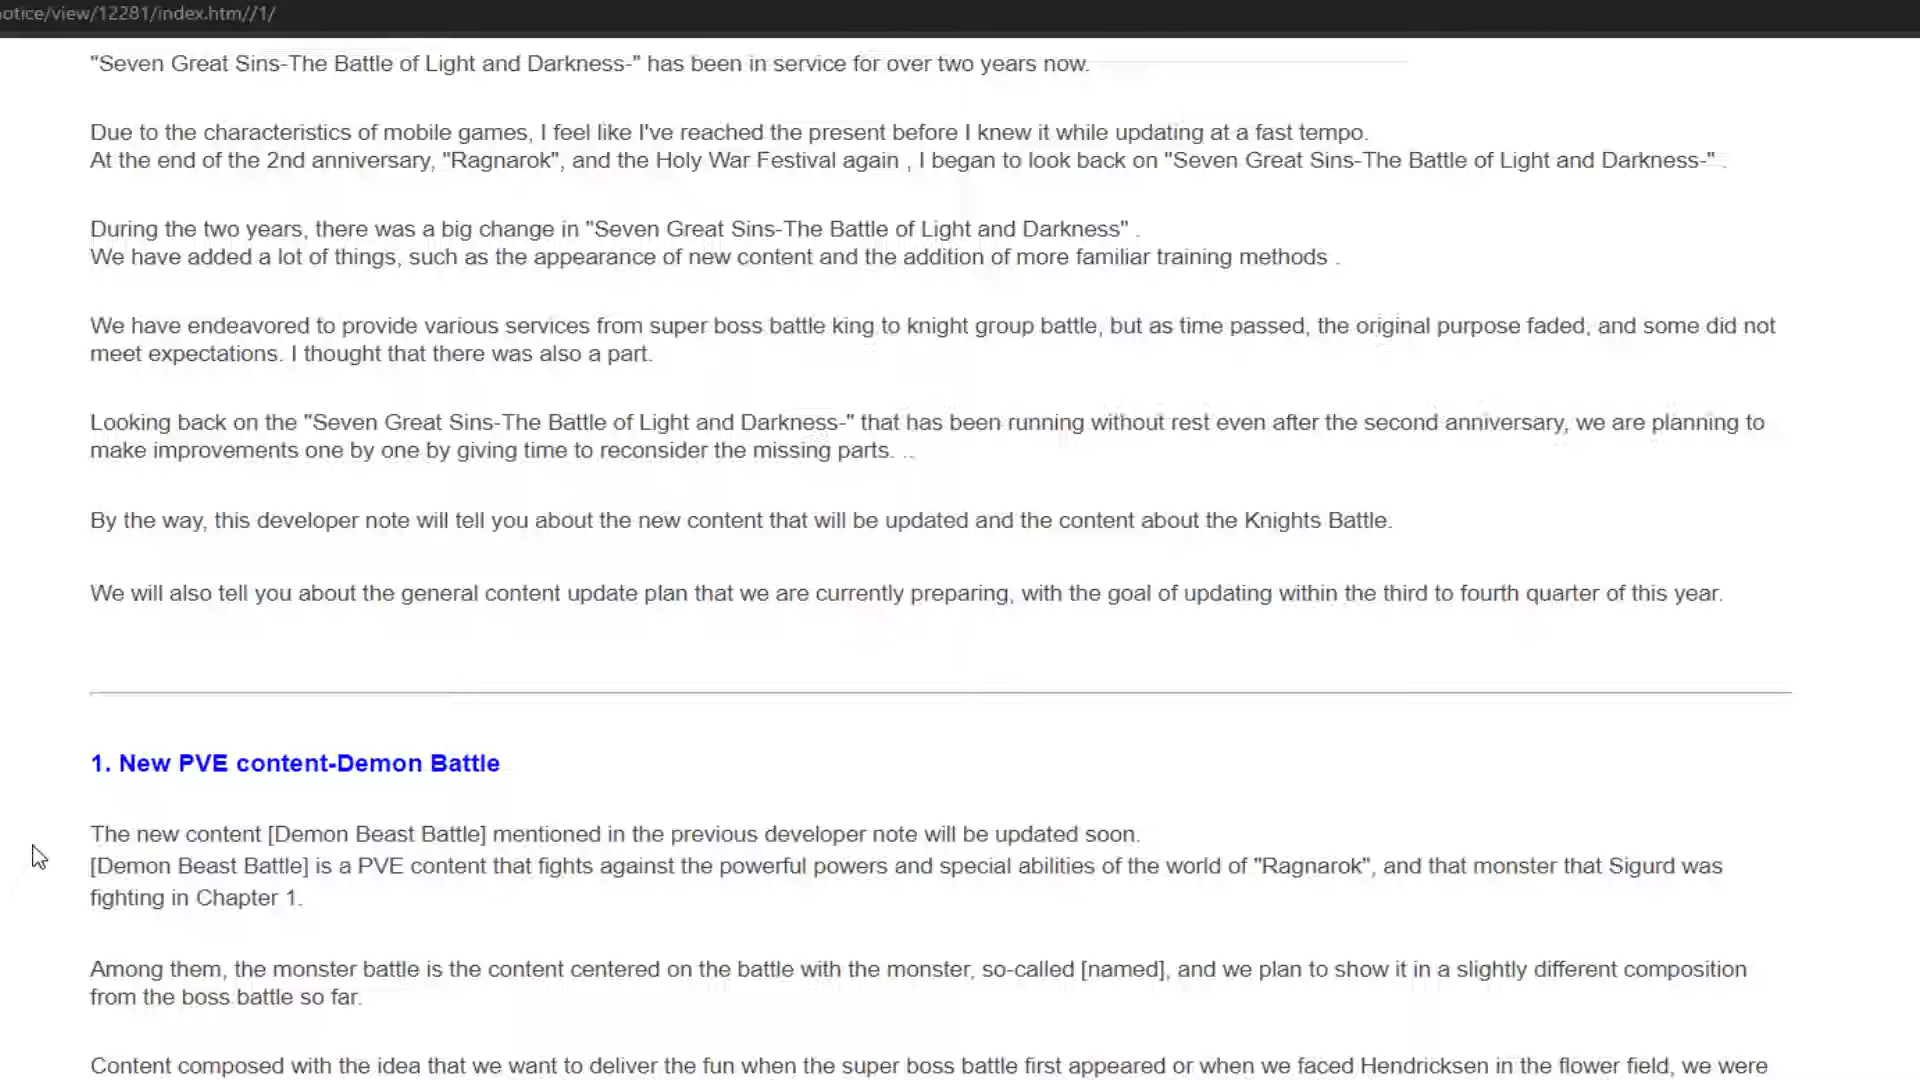 otice/view/12281/index.htm//1/
"Seven Great Sins-The Battle of Light and Darkness-" has been in service for over two years now.
Due to the characteristics of mobile games, I feel like I've reached the present before I knew it while updating at a fast tempo.
At the end of the 2nd anniversary, "Ragnarok", and the Holy War Festival again , I began to look back on "Seven Great Sins-The Battle of Light and Darkness-" .
During the two years, there was a big change in "Seven Great Sins-The Battle of Light and Darkness" .
We have added a lot of things, such as the appearance of new content and the addition of more familiar training methods .
We have endeavored to provide various services from super boss battle king to knight group battle, but as time passed, the original purpose faded, and some did not
meet expectations. I thought that there was also a part.
Looking back on the "Seven Great Sins-The Battle of Light and Darkness-" that has been running without rest even after the second anniversary, we are planning to
make improvements one by one by giving time to reconsider the missing parts. ..
By the way, this developer note will tell you about the new content that will be updated and the content about the Knights Battle.
We will also tell you about the general content update plan that we are currently preparing, with the goal of updating within the third to fourth quarter of this year.
1. New PVE content-Demon Battle
The new content [Demon Beast Battle] mentioned in the previous developer note will be updated soon.
[Demon Beast Battle] is a PVE content that fights against the powerful powers and special abilities of the world of "Ragnarok", and that monster that Sigurd was
fighting in Chapter 1.
Among them, the monster battle is the content centered on the battle with the monster, so-called [named], and we plan to show it in a slightly different composition
from the boss battle so far.
Content composed with the idea that we want to deliver the fun when the super boss battle first appeared or when we faced Hendricksen in the flower field, we were